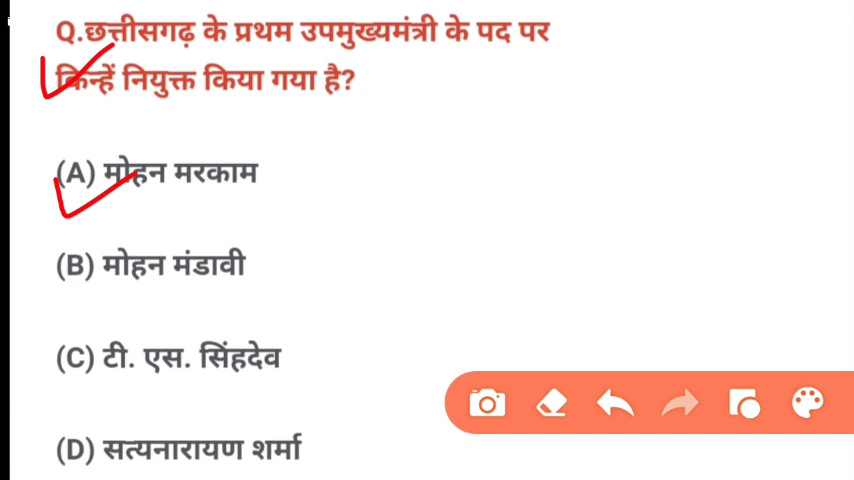 Q.छत्तीसगढ़ के प्रथम उपमुख्यमंत्री के पद पर
किन्हें नियुक्त किया गया है?
(A) मोहन मरकाम
(B) मोहन मंडावी
(C) टी. एस. सिंहदेव
(D) सत्यनारायण शर्मा